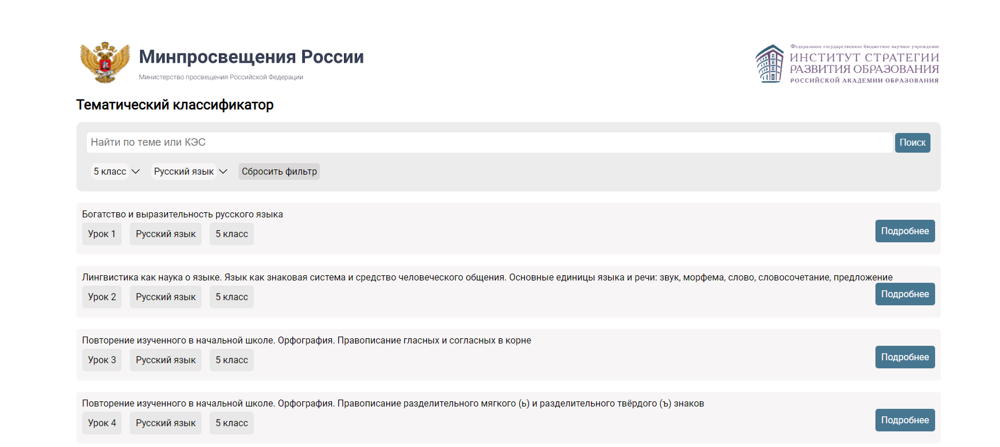 Минпросвещения России
Министерство просвещения Российской Федерации
Федеральное государственное бюджетное научное учреждение
ИНСТИТУТ СТРАТЕГИИ
РАЗВИТИЯ ОБРАЗОВАНИЯ
РОССИЙСКОЙ АКАДЕМИИ ОБРАЗОВАНИЯ
Тематический классификатор
Найти по теме или КЭС
Поиск
5 класс Русский язык Сбросить фильтр
Богатство и выразительность русского языка
Урок 1 Русский язык 5 класс
Подробнее
Лингвистика как наука о языке. Язык как знаковая система и средство человеческого общения. Основные единицы языка и речи: звук, морфема, слово, словосочетание, предложение
Урок 2 Русский язык 5 класс
Подробнее
Повторение изученного в начальной школе. Орфография. Правописание гласных и согласных в корне
Урок 3 Русский язык 5 класс
Подробнее
Повторение изученного в начальной школе. Орфография. Правописание разделительного мягкого (ь) и разделительного твёрдого (ъ) знаков
Урок 4 Русский язык 5 класс
Подробнее